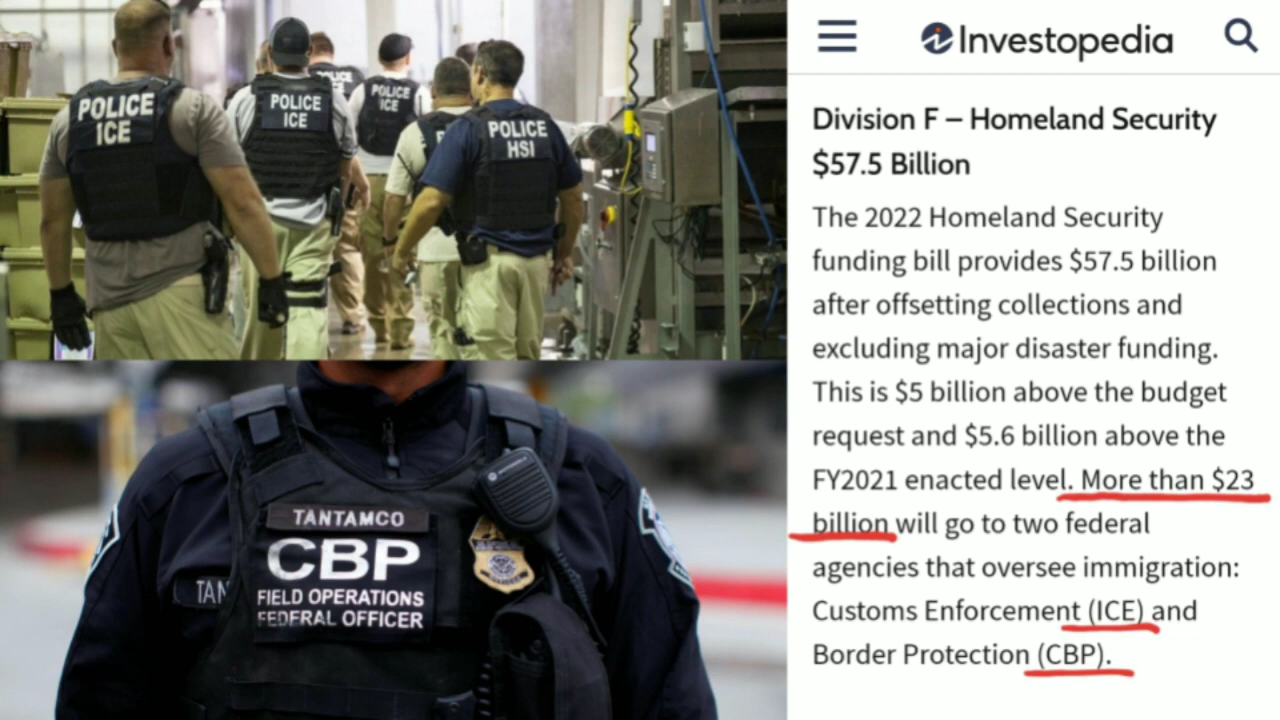 POLICE
ICE
POLICE
ICE
POLICE
POLICE
ICE
POLICE
HSI
TANTAMCO
CBP
FIELD OPERATIONS
FEDERAL OFFICER
TAN
Investopedia
Division F – Homeland Security
$57.5 Billion
The 2022 Homeland Security
funding bill provides $57.5 billion
after offsetting collections and
excluding major disaster funding.
This is $5 billion above the budget
request and $5.6 billion above the
FY2021 enacted level. More than $23
billion will go to two federal
agencies that oversee immigration:
Customs Enforcement (ICE) and
Border Protection (CBP).